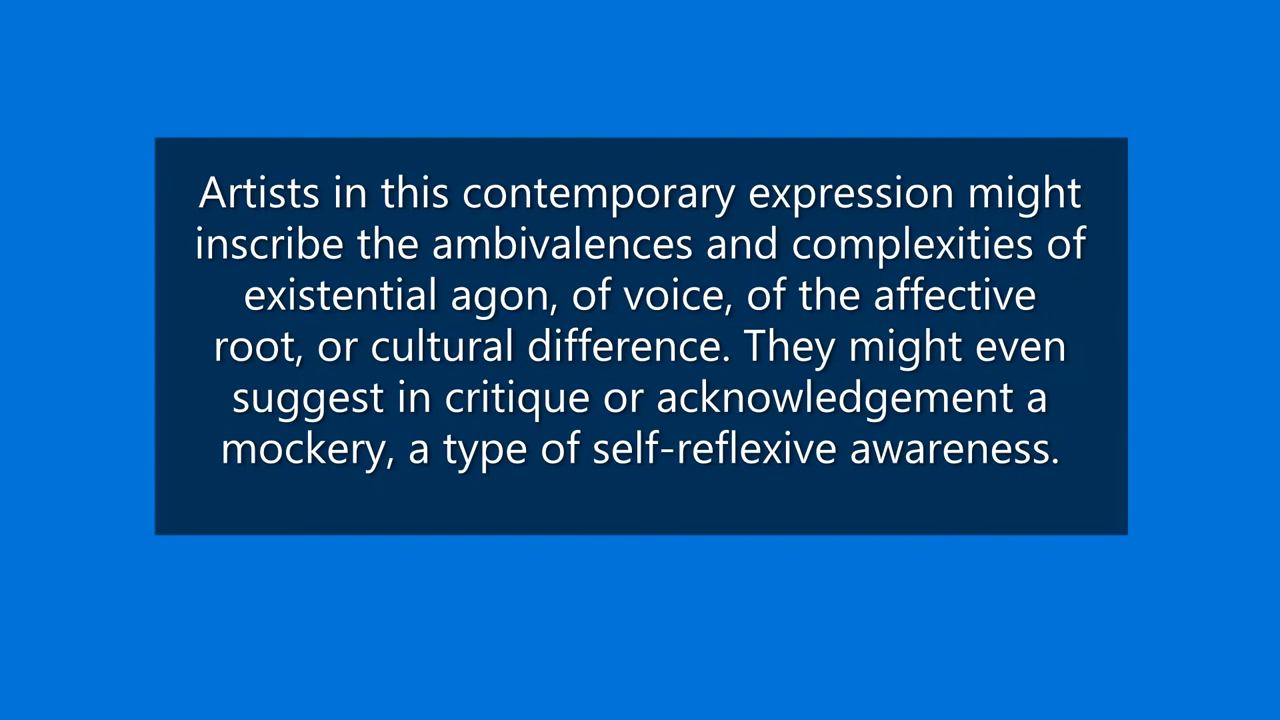 Artists in this contemporary expression might
inscribe the ambivalences and complexities of
existential agon, of voice, of the affective
root, or cultural difference. They might even
suggest in critique or acknowledgement a
mockery, a type of self-reflexive awareness.